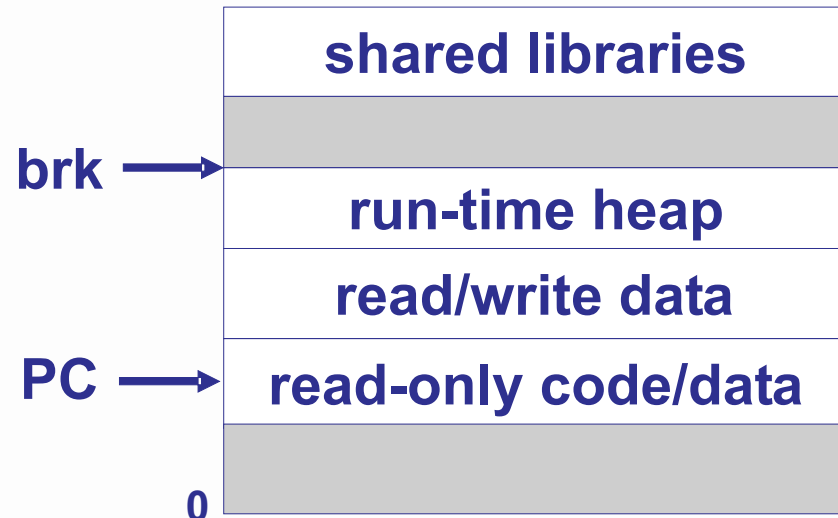 shared libraries
brk
run-time heap
read/write data
PC
read-only code/data
0